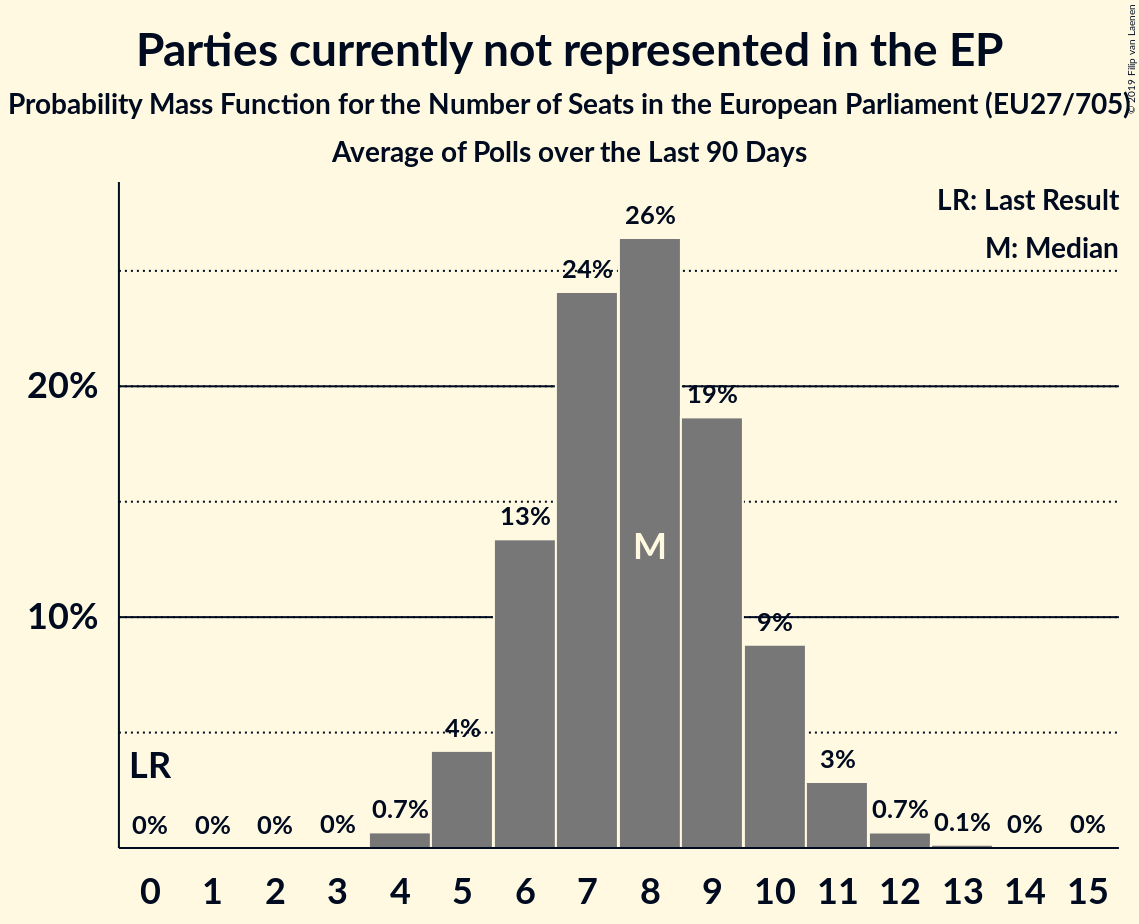 Parties currently not represented in the EP
Probability Mass Function for the Number of Seats in the European Parliament (EU27/705)
Average of Polls over the Last 90 Days
© 2019 Filip van Laenen
LR: Last Result
M: Median
26%
24%
20%
19%
13%
M
10%
9%
4%
LR
3%
0% 0% 0% 0% 0.7% 0.7% 0.1% 0% 0%
0 1 2 3 4 5 6 7 8 9 10 11 12 13 14 15